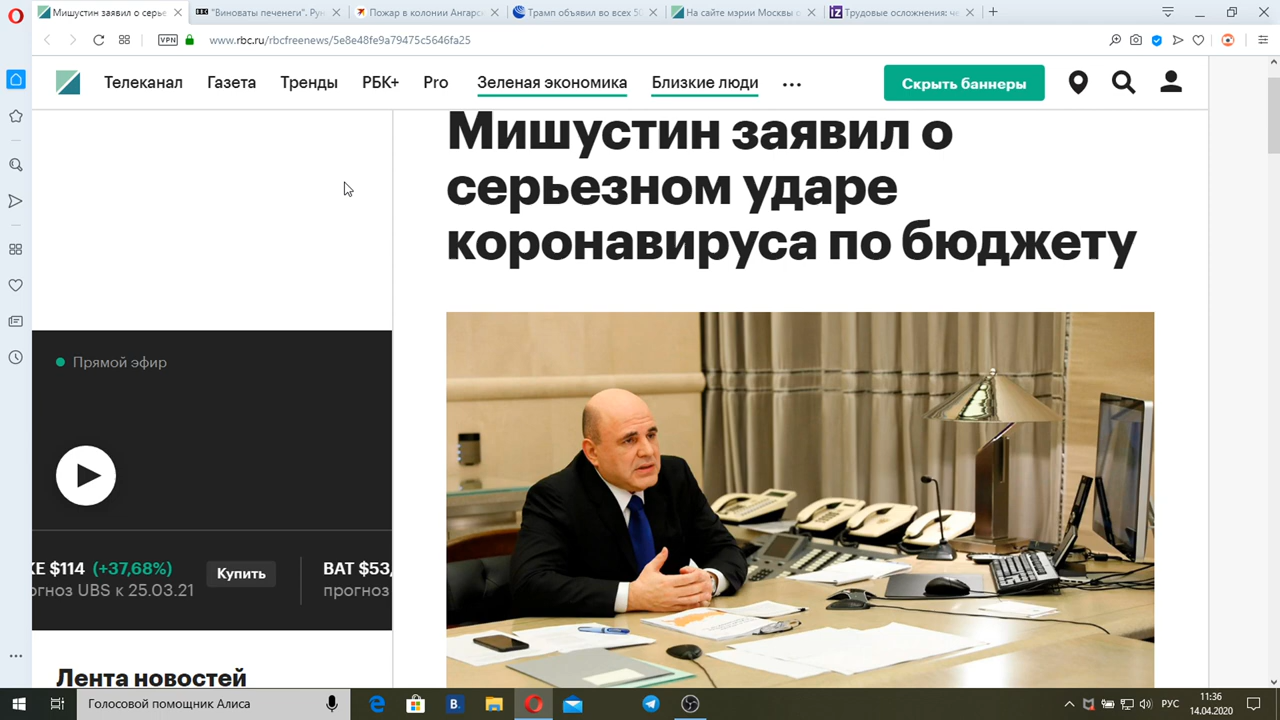 Мишустин заявил о серье
"Виноваты печенеги". Рун
Пожар в колонии Ангарс
Трамп объявил во всех 50
На сайте мэрии Москвы о
Трудовые осложнения: че
VPN
www.rbc.ru/rbcfreenews/5e8e48fe9a79475c5646fa25
Телеканал
Газета
Тренды
РБК+
Pro
Зеленая экономика
Близкие люди
...
Скрыть баннеры
Мишустин заявил о
серьезном ударе
коронавируса по бюджету
Прямой эфир
KE $114 (+37,68%)
огноз UBS к 25.03.21
Купить
BAT $53,
прогноз
Лента новостей
Голосовой помощник Алиса
РУС
11:36
14.04.2020